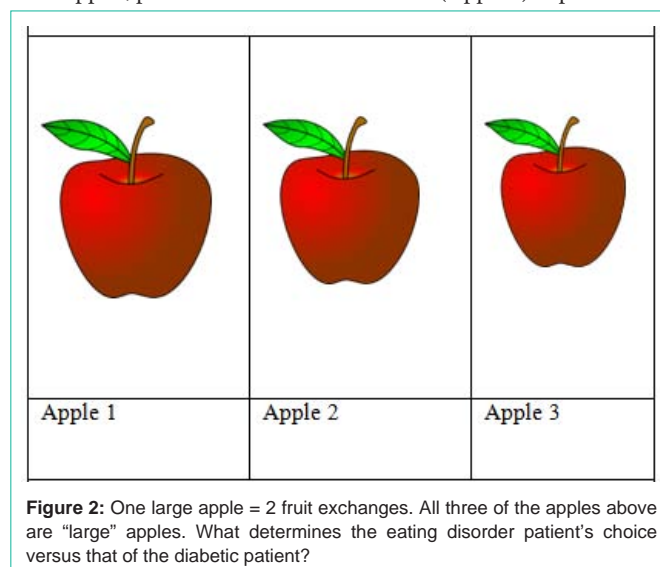 Apple 1 Apple 2 Apple 3
Figure 2: One large apple = 2 fruit exchanges. All three of the apples above
are “large” apples. What determines the eating disorder patient’s choice
versus that of the diabetic patient?